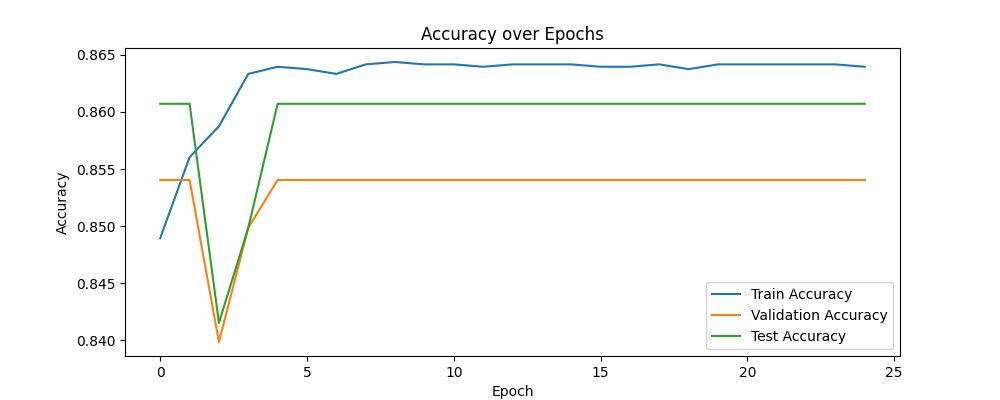 Accuracy over Epochs
0.865
0.860
0.855
0.850
0.845
0.840
Accuracy
0 5 10 15 20 25
Epoch
Train Accuracy
Validation Accuracy
Test Accuracy